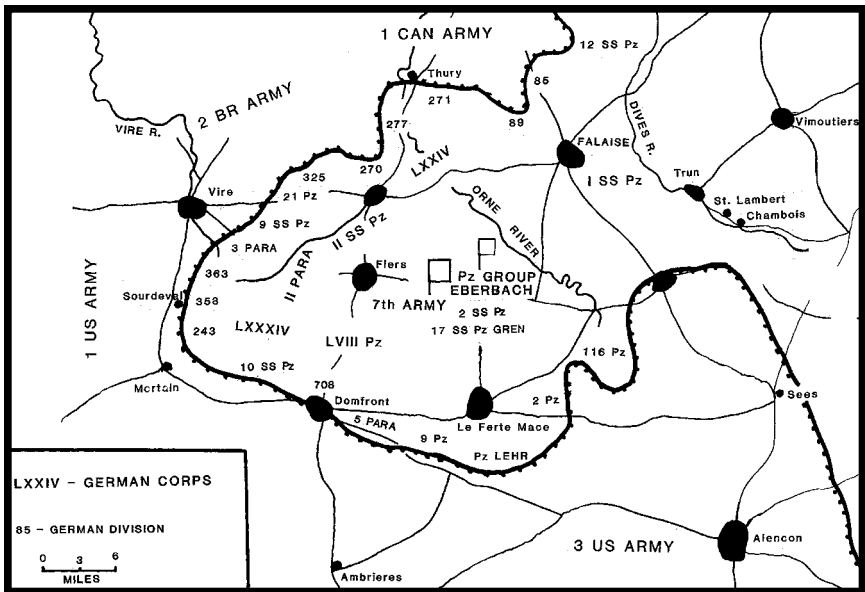 1 CAN ARMY
12 SS Pz
Thury
85
271
2 BR ARMY
277
89
VIRE R.
DIVES R.
Vimoutiers
FALAISE
LXXIV
270
325
I SS Pz
Trun
21 Pz
Vire
St. Lambert
Chambois
9 SS Pz
II SS Pz
ORNE
RIVER
3 PARA
II PARA
363
Flers
Pz GROUP
EBERBACH
7th ARMY
1 US ARMY
Sourdeval
358
2 SS Pz
17 SS Pz GREN
243
LXXXIV
LVIII Pz
116 Pz
10 SS Pz
Mortain
708
Domfront
2 Pz
Sees
5 PARA
Le Ferte Mace
9 Pz
Pz LEHR
LXXIV - GERMAN CORPS
85 - GERMAN DIVISION
0 3 6
MILES
3 US ARMY
Alencon
Ambrieres